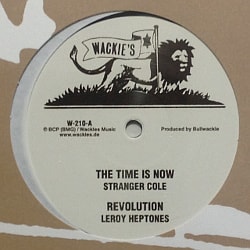 WACKIE'S
W-210-A
℗ BCP (BMG) / Wackies Music
www.wackies.de
Produced by Bullwackie
THE TIME IS NOW
STRANGER COLE
REVOLUTION
LEROY HEPTONES